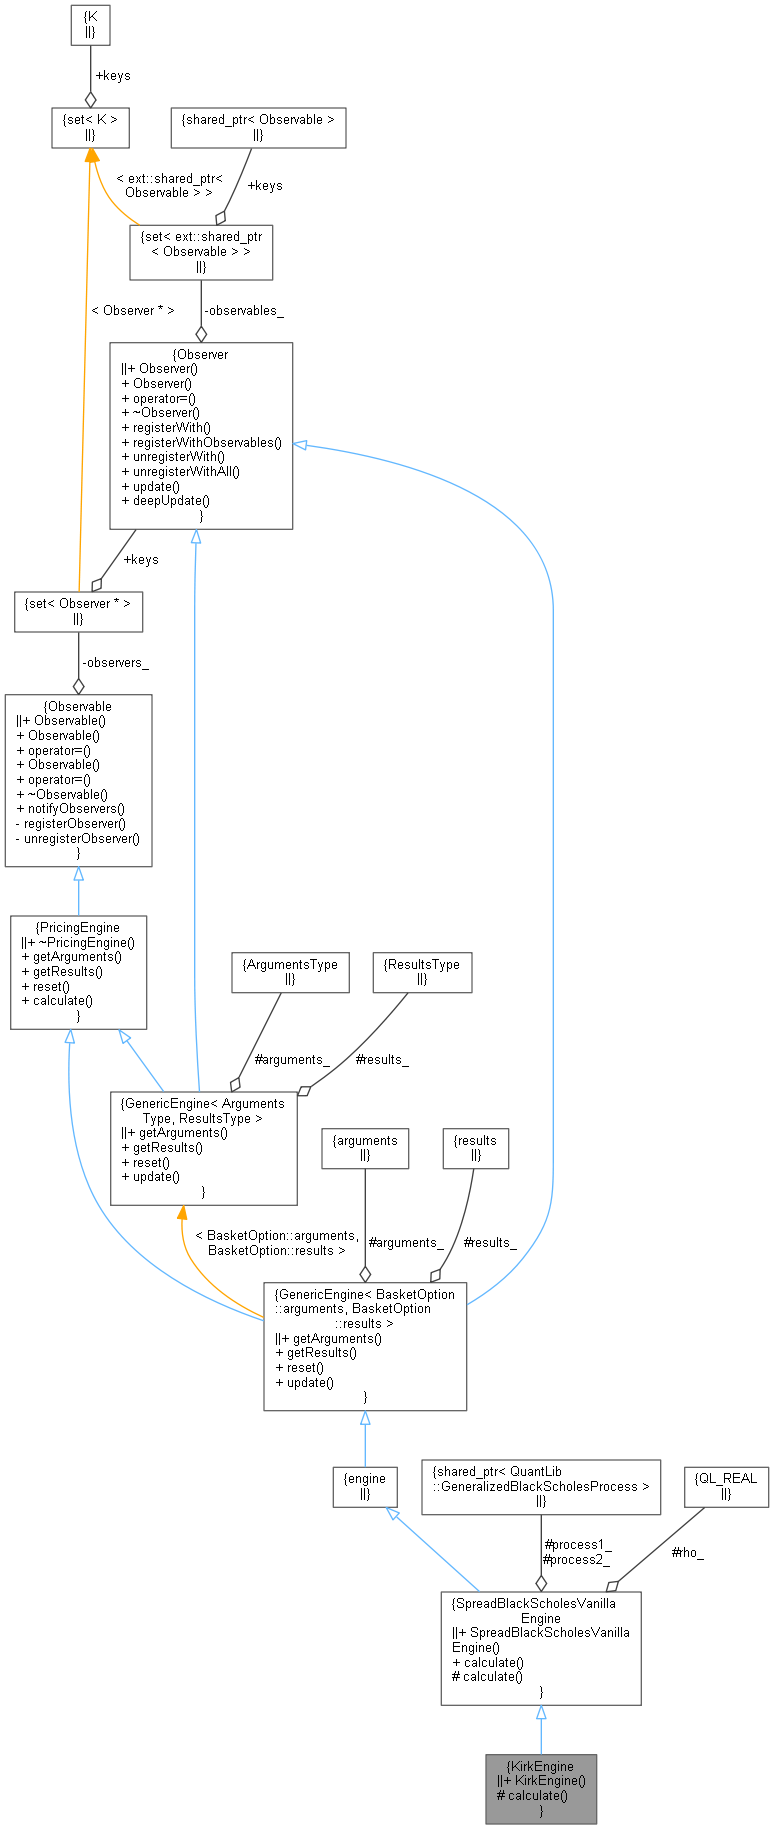 {K
||}
+keys
{set< K >
||}
{shared_ptr< Observable >
||}
< ext::shared_ptr<
Observable > >
+keys
{set< ext::shared_ptr
< Observable > >
||}
< Observer * >
-observables_
{Observer
||+ Observer()
+ Observer()
+ operator=()
+ ~Observer()
+ registerWith()
+ registerWithObservables()
+ unregisterWith()
+ unregisterWithAll()
+ update()
+ deepUpdate()
}
+keys
{set< Observer * >
||}
-observers_
{Observable
||+ Observable()
+ Observable()
+ operator=()
+ Observable()
+ operator=()
+ ~Observable()
+ notifyObservers()
- registerObserver()
- unregisterObserver()
}
{PricingEngine
||+ ~PricingEngine()
+ getArguments()
+ getResults()
+ reset()
+ calculate()
}
{ArgumentsType
||}
{ResultsType
||}
#arguments_
#results_
{GenericEngine< Arguments
Type, ResultsType >
||+ getArguments()
+ getResults()
+ reset()
+ update()
}
{arguments
||}
{results
||}
< BasketOption::arguments,
BasketOption::results >
#arguments_
#results_
{GenericEngine< BasketOption
::arguments, BasketOption
::results >
||+ getArguments()
+ getResults()
+ reset()
+ update()
}
{engine
||}
{shared_ptr< QuantLib
::GeneralizedBlackScholesProcess >
||}
{QL_REAL
||}
#process1_
#process2_
#rho_
{SpreadBlackScholesVanilla
Engine
||+ SpreadBlackScholesVanilla
Engine()
+ calculate()
# calculate()
}
{KirkEngine
||+ KirkEngine()
# calculate()
}